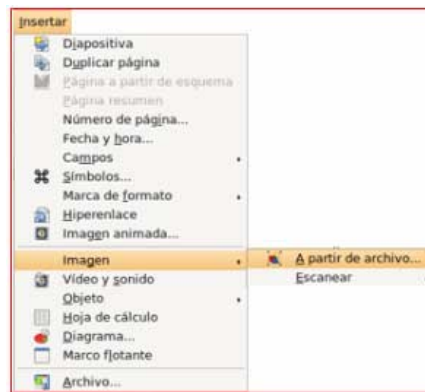 Insertar
Diapositiva
Duplicar página
Página a partir de esquema
Página resumen
Número de página...
Fecha y hora...
Campos
Símbolos...
Marca de formato
Hiperenlace
Imagen animada...
Imagen
A partir de archivo...
Vídeo y sonido
Escanear
Objeto
Hoja de cálculo
Diagrama...
Marco flotante
Archivo...